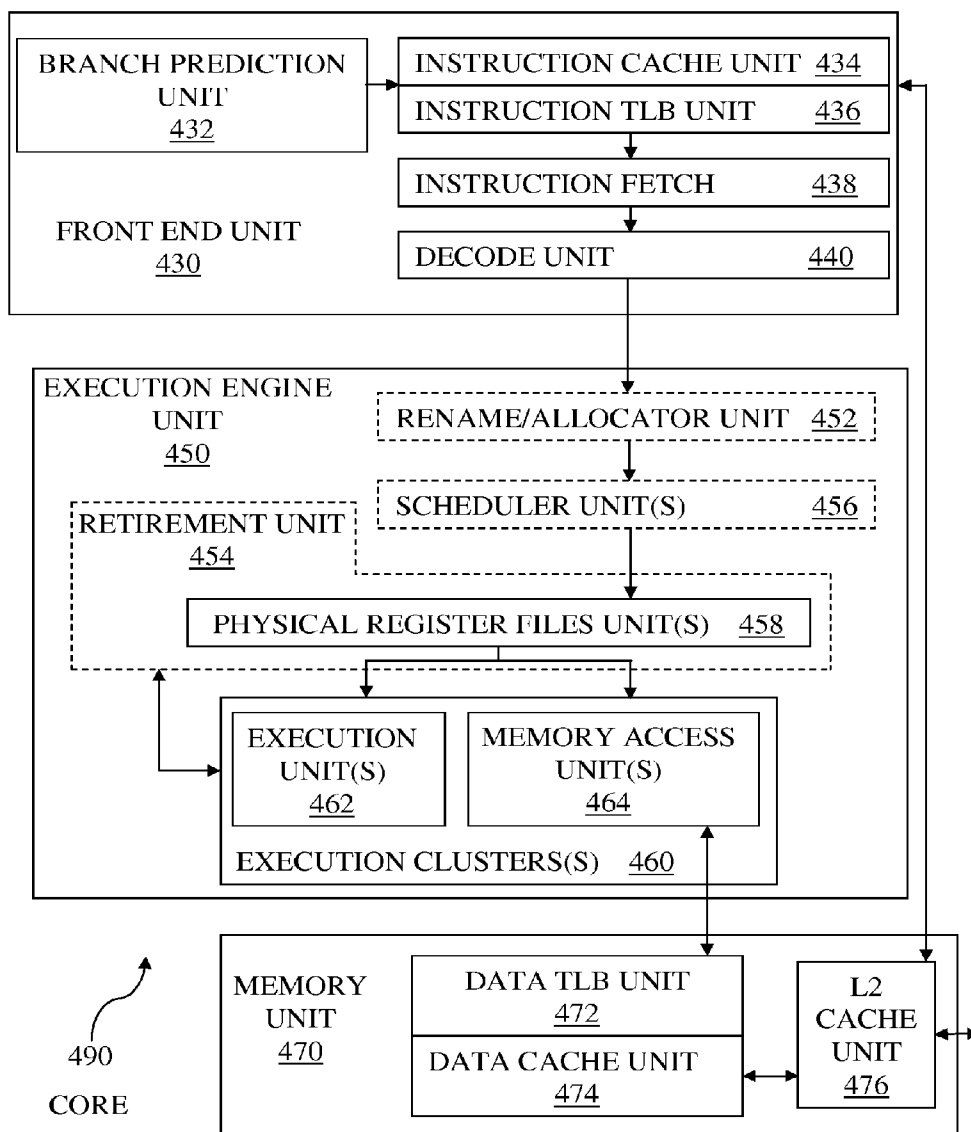 BRANCH PREDICTION
UNIT
432
INSTRUCTION CACHE UNIT 434
INSTRUCTION TLB UNIT 436
INSTRUCTION FETCH 438
DECODE UNIT 440
FRONT END UNIT
430
EXECUTION ENGINE
UNIT
450
RENAME/ALLOCATOR UNIT 452
SCHEDULER UNIT(S) 456
RETIREMENT UNIT
454
PHYSICAL REGISTER FILES UNIT(S) 458
EXECUTION
UNIT(S)
462
MEMORY ACCESS
UNIT(S)
464
EXECUTION CLUSTERS(S) 460
MEMORY
UNIT
470
DATA TLB UNIT
472
DATA CACHE UNIT
474
L2
CACHE
UNIT
476
490
CORE